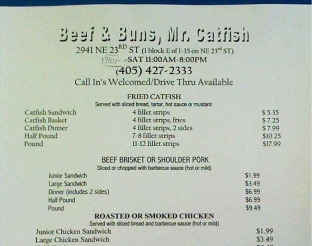 Beef & Buns, Mr. Catfish
2941 NE 23RD ST (1 block E of I-35 on NE 23rd ST)
-SAT 11:00AM-8:00PM
(405) 427-2333
Call In's Welcomed/Drive Thru Available
FRIED CATFISH
Served with sliced bread, tartar, hot sauce or mustard
Catfish Sandwich 4 fillet strips $ 5.35
Catfish Basket 4 fillet strips, fries $ 7.25
Catfish Dinner 4 fillet strips, 2 sides $ 7.99
Half Pound 7-8 fillet strips $10.25
Pound 11-12 fillet strips $17.99
BEEF BRISKET OR SHOULDER PORK
Sliced or chopped with barbecue sauce (hot or mild)
Junior Sandwich $1.99
Large Sandwich $3.49
Dinner (includes 2 sides) $6.99
Half Pound $6.99
Pound $9.49
ROASTED OR SMOKED CHICKEN
Served with sliced bread and barbecue sauce (hot or mild)
Junior Chicken Sandwich $1.99
Large Chicken Sandwich $3.49